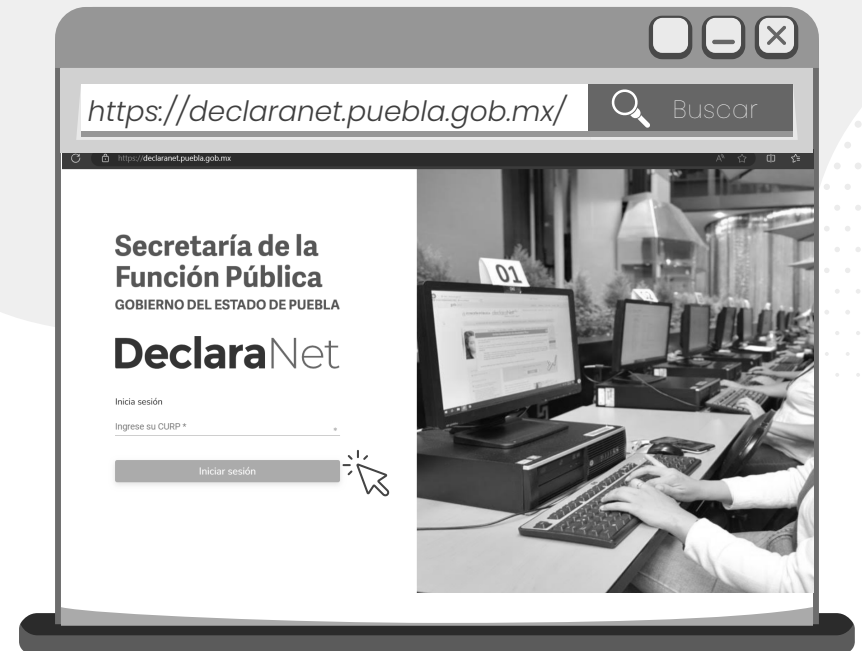 https://declaranet.puebla.gob.mx/
Buscar
https://declaranet.puebla.gob.mx
Secretaría de la
Función Pública
GOBIERNO DEL ESTADO DE PUEBLA
DeclaraNet
Inicia sesión
Ingrese su CURP *
Iniciar sesión
01